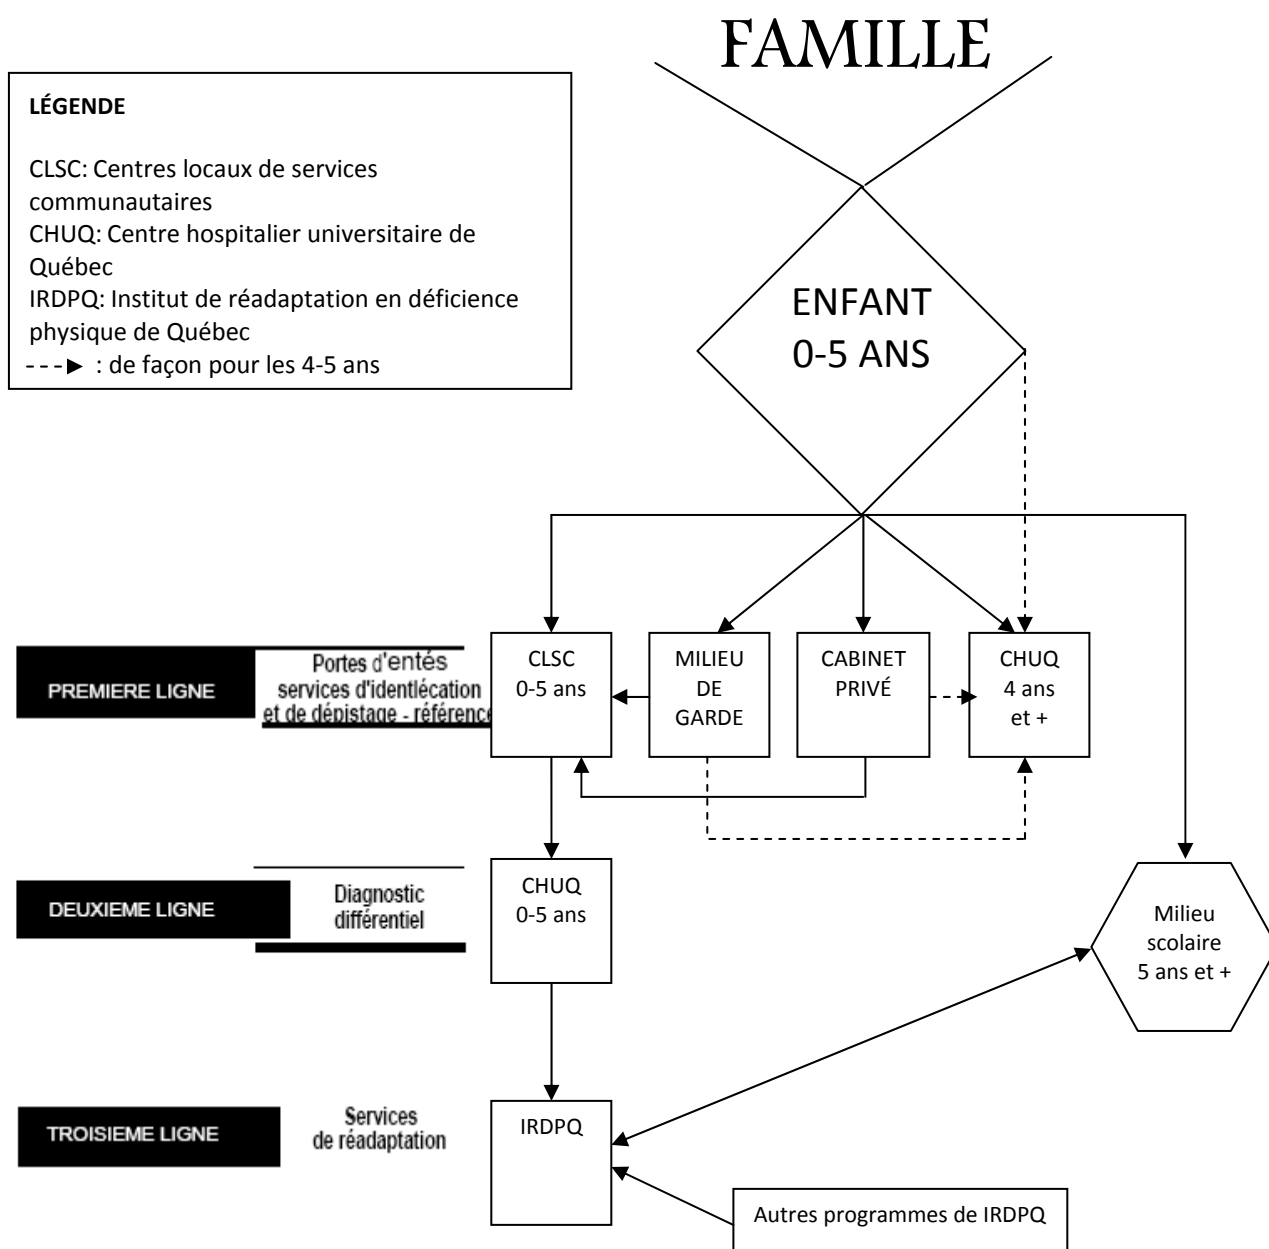 FAMILLE
LÉGENDE
CLSC: Centres locaux de services
communautaires
CHUQ: Centre hospitalier universitaire de
Québec
IRDPQ: Institut de réadaptation en déficience
physique de Québec
---► : de façon pour les 4-5 ans
ENFANT
0-5 ANS
PREMIERE LIGNE
Portes d'entés
services d'identlécation
et de dépistage - référence
CLSC
0-5 ans
MILIEU
DE
GARDE
CABINET
PRIVÉ
CHUQ
4 ans
et +
DEUXIEME LIGNE
Diagnostic
différentiel
CHUQ
0-5 ans
Milieu
scolaire
5 ans et +
TROISIEME LIGNE
Services
de réadaptation
IRDPQ
Autres programmes de IRDPQ